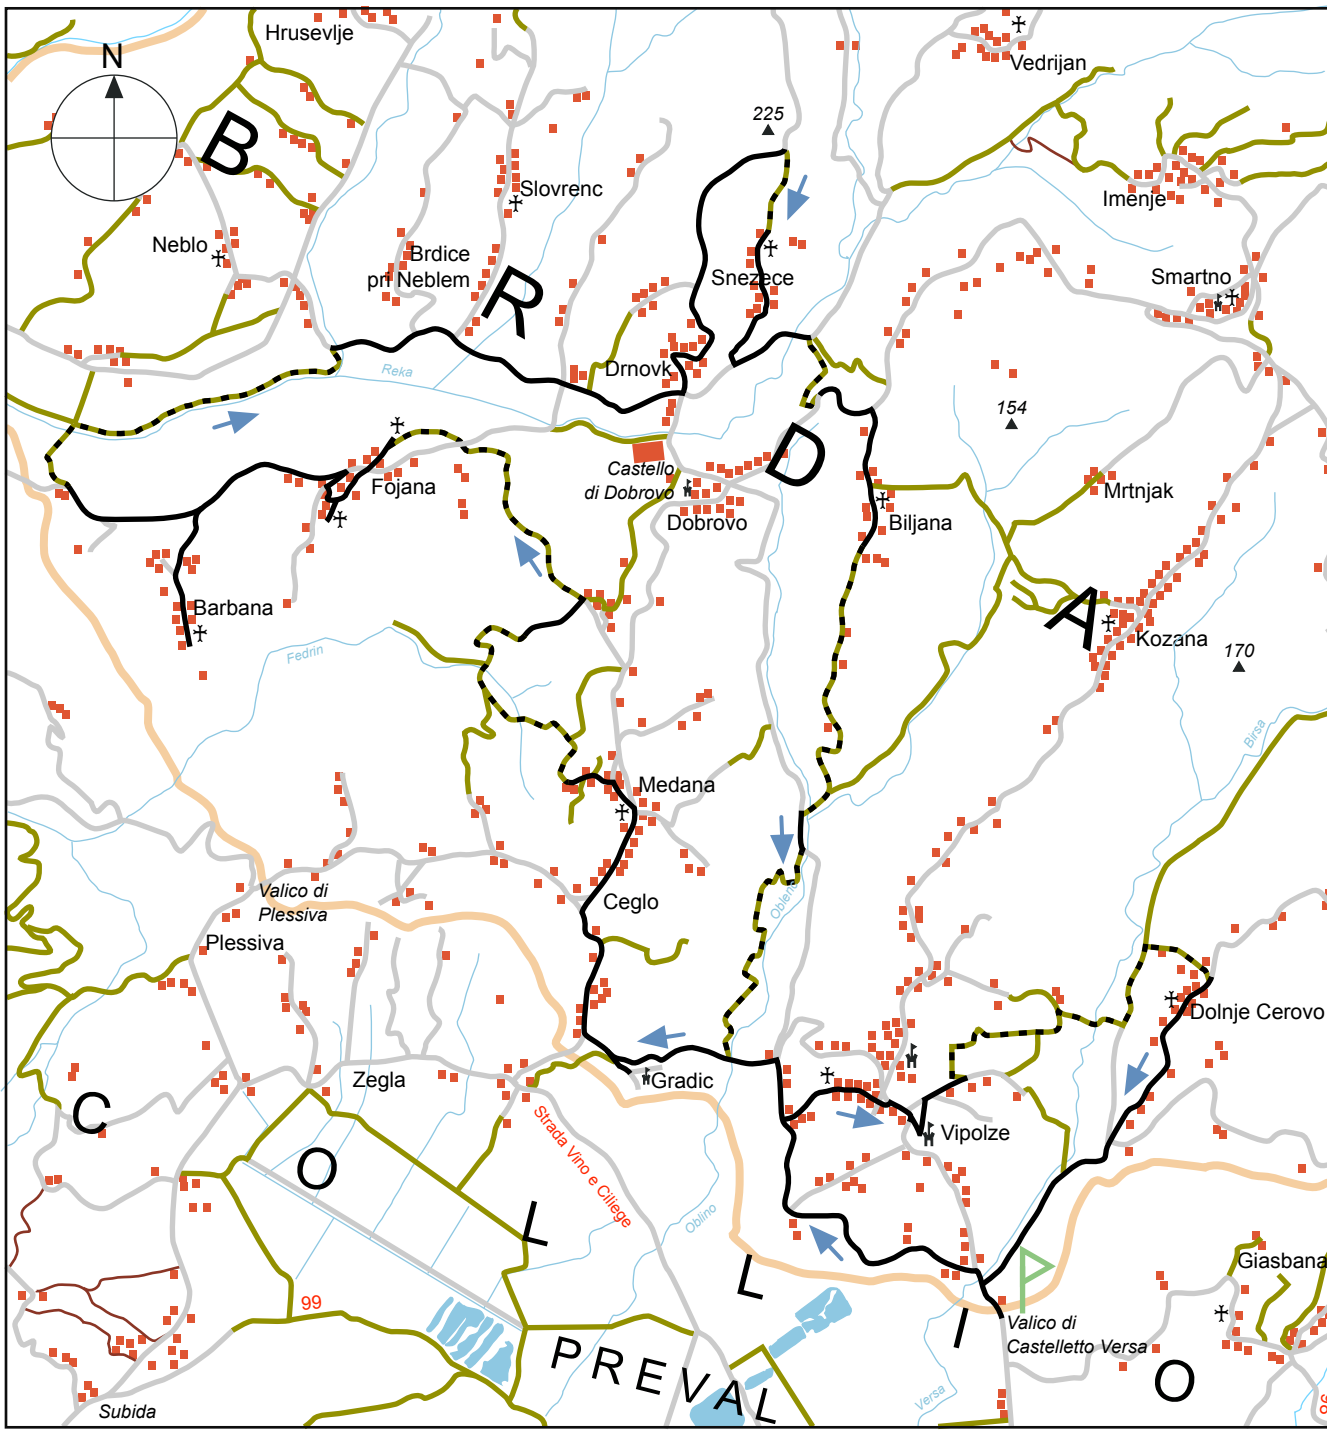 Hrusevlje
Vedrijan
N
225
B
Slovrenc
Imenje
Neblo
Brdice
pri Neblem
Snezece
Smartno
R
Drnovk
Reka
154
D
Castello
di Dobrovo
Fojana
Mrtnjak
Dobrovo
Biljana
Barbana
A
Kozana
Fedrin
170
Birsa
Medana
Valico di
Plessiva
Ceglo
Oblenc
Plessiva
Dolnje Cerovo
Zegla
Gradic
C
Vipolze
Strada Vino e Ciliege
O
L
Oblino
L
Giasbana
99
I
Valico di
Castelletto Versa
PREVAL
O
Versa
Subida